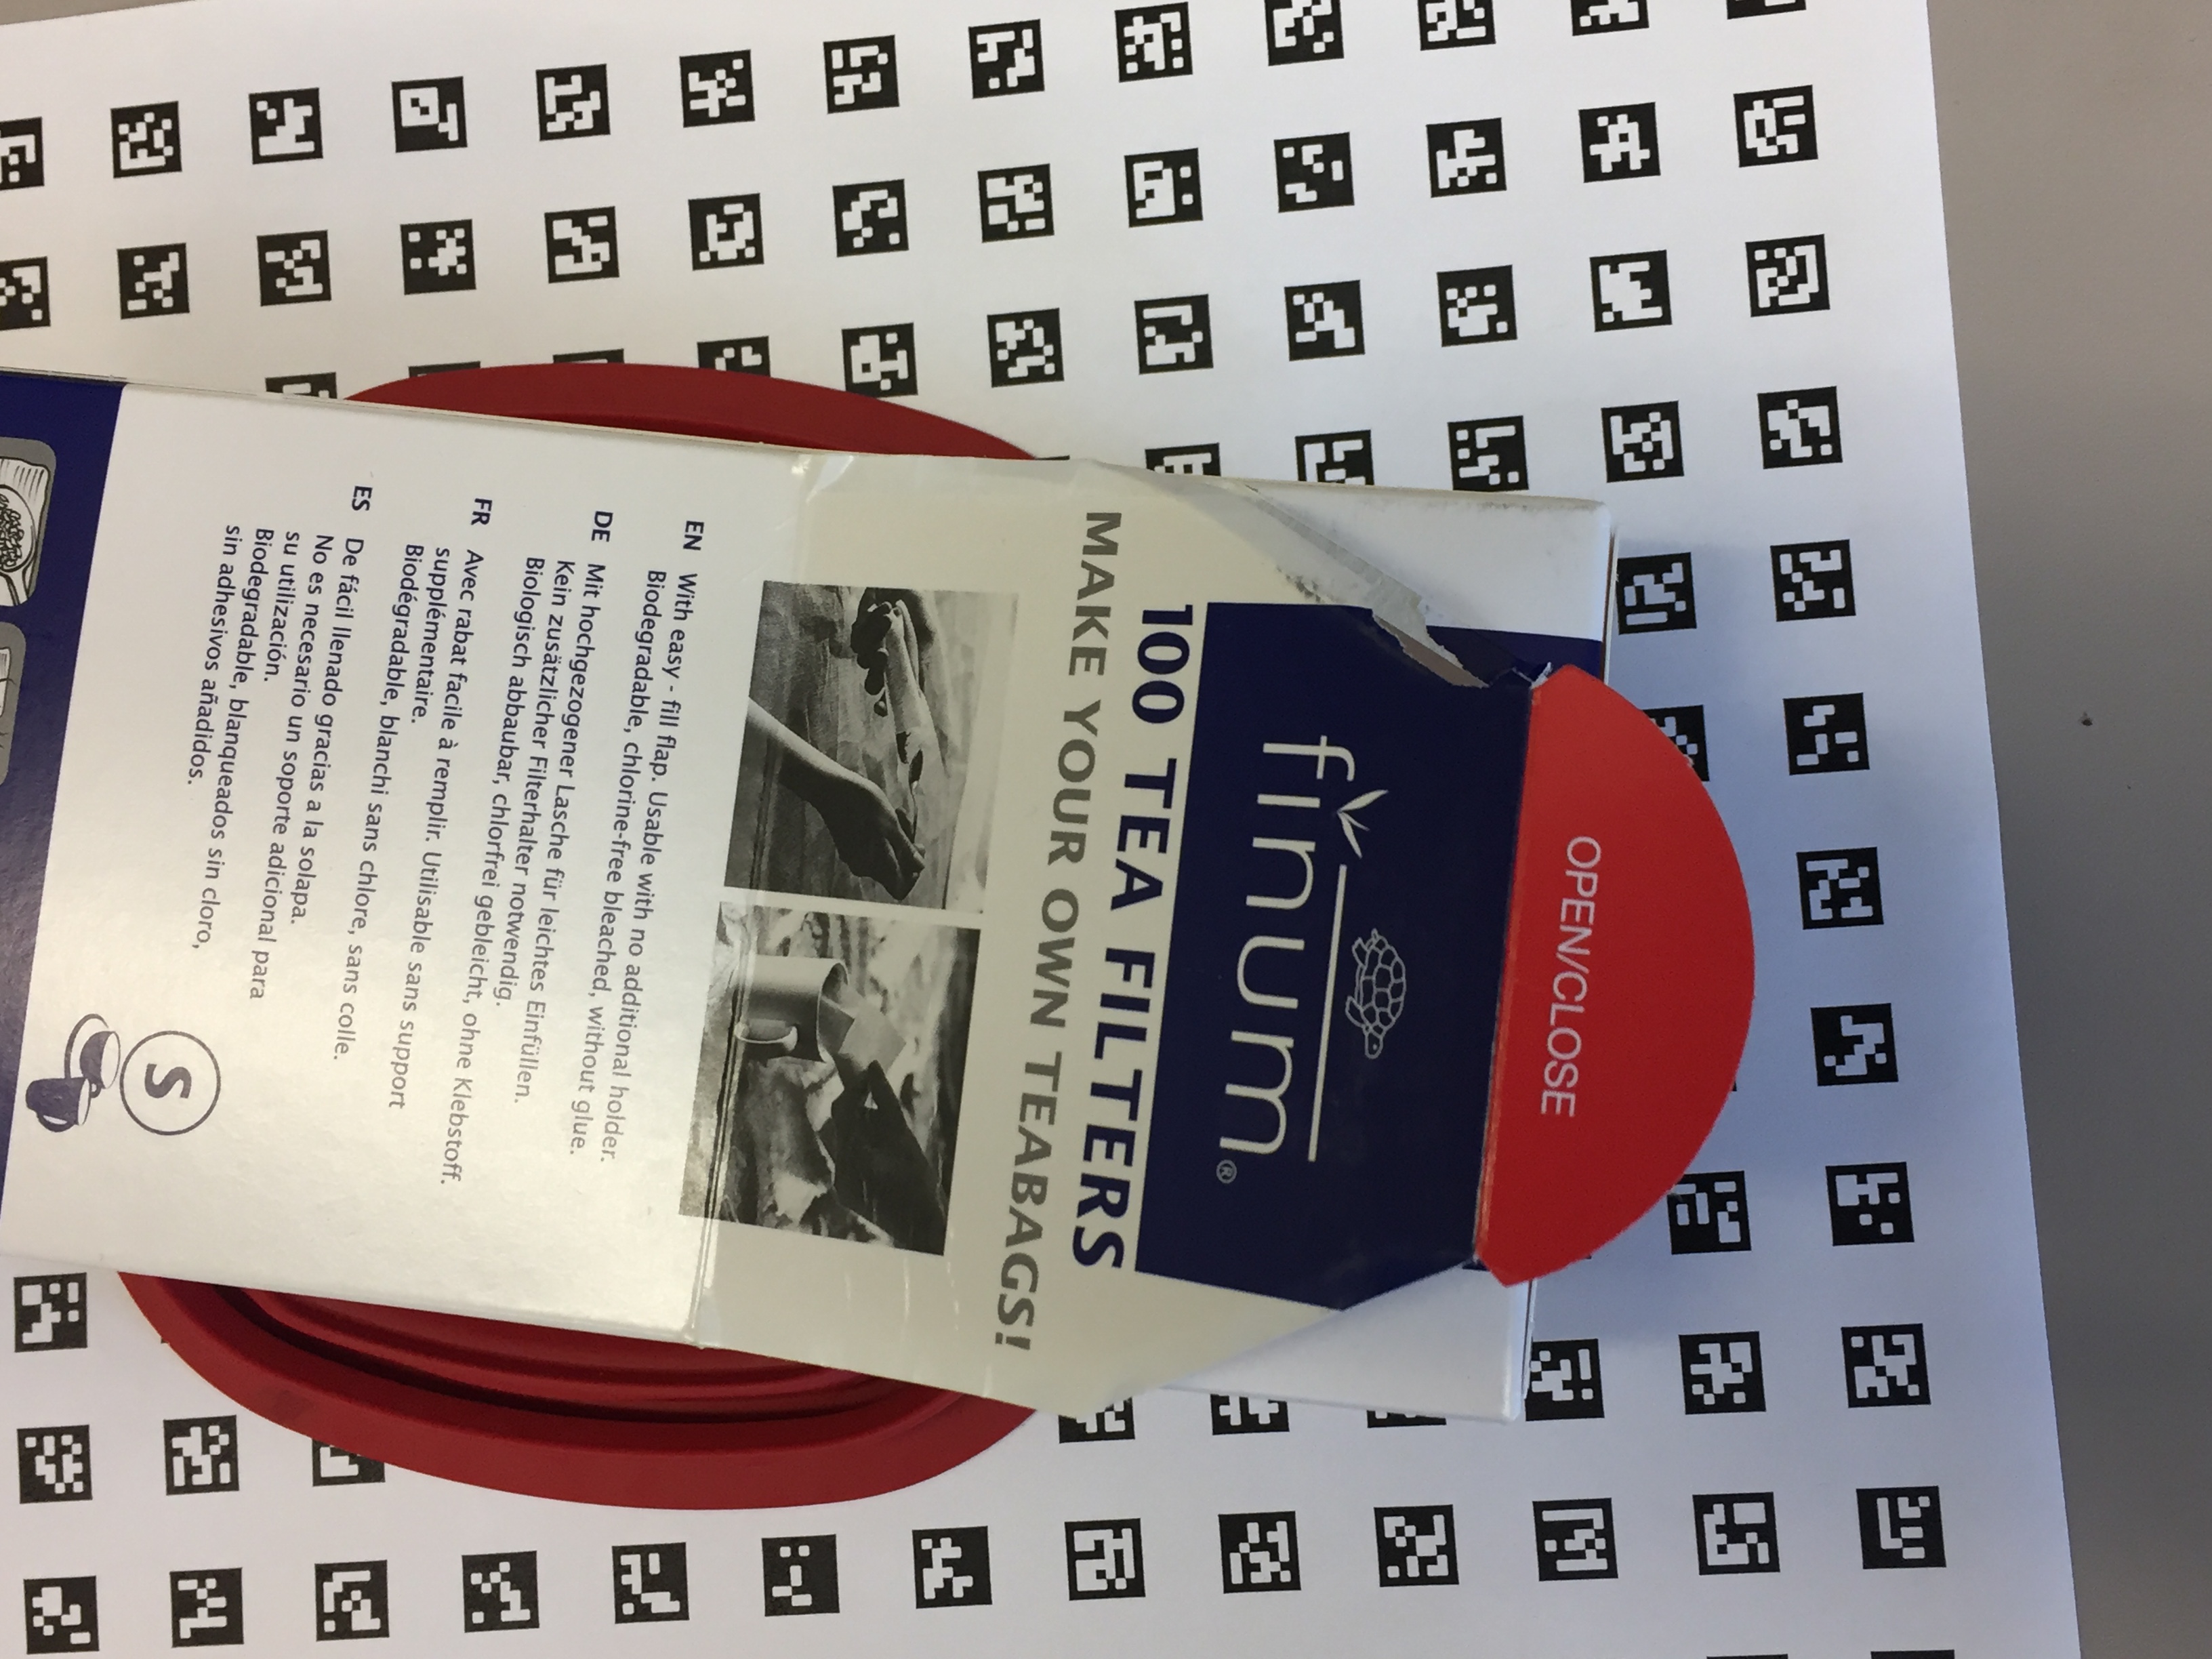 OPEN/CLOSE
finum®
100 TEA FILTERS
MAKE YOUR OWN TEABAGS!
EN With easy - fill flap. Usable with no additional holder.
Biodegradable, chlorine-free bleached, without glue.
DE Mit hochgezogener Lasche für leichtes Einfüllen.
Kein zusätzlicher Filterhalter notwendig.
Biologisch abbaubar, chlorfrei gebleicht, ohne Klebstoff.
FR Avec rabat facile à remplir. Utilisable sans support
supplémentaire.
Biodégradable, blanchi sans chlore, sans colle.
ES De fácil llenado gracias a la solapa.
No es necesario un soporte adicional para
su utilización.
Biodegradable, blanqueados sin cloro,
sin adhesivos añadidos.
S